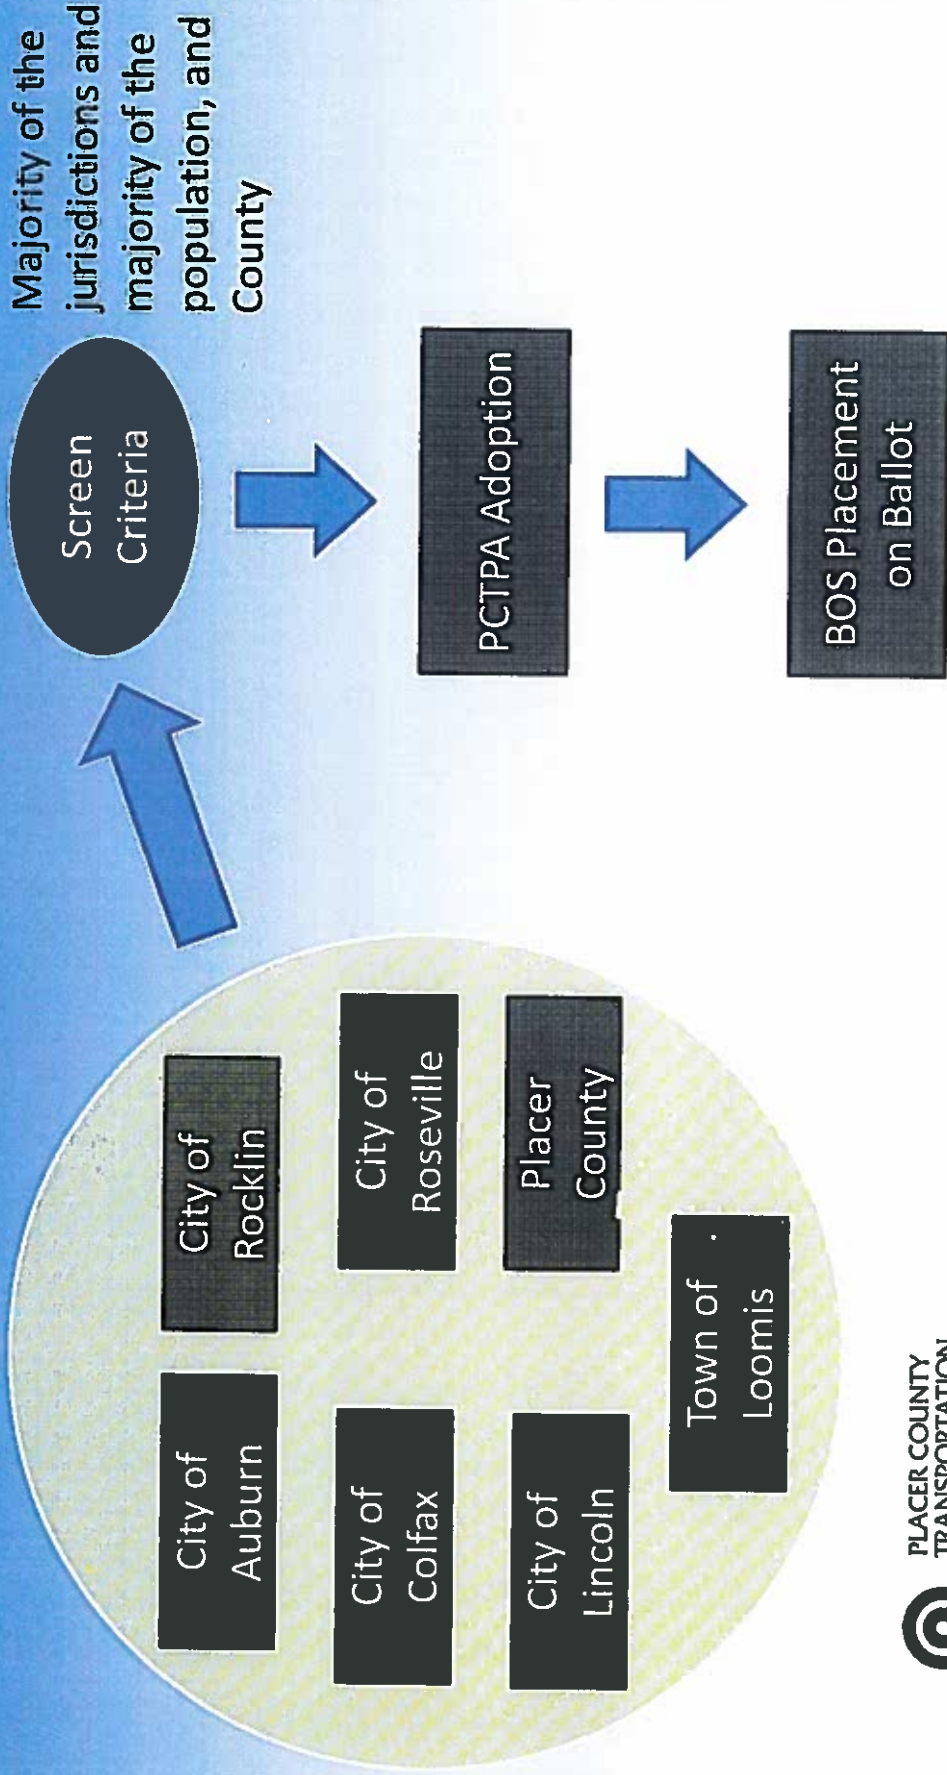 City of
Auburn
City of
Rocklin
City of
Colfax
City of
Roseville
City of
Lincoln
Placer
County
Town of
Loomis
Screen
Criteria
Majority of the
jurisdictions and
majority of the
population, and
County
PCTPA Adoption
BOS Placement
on Ballot
PLACER COUNTY
TRANSPORTATION